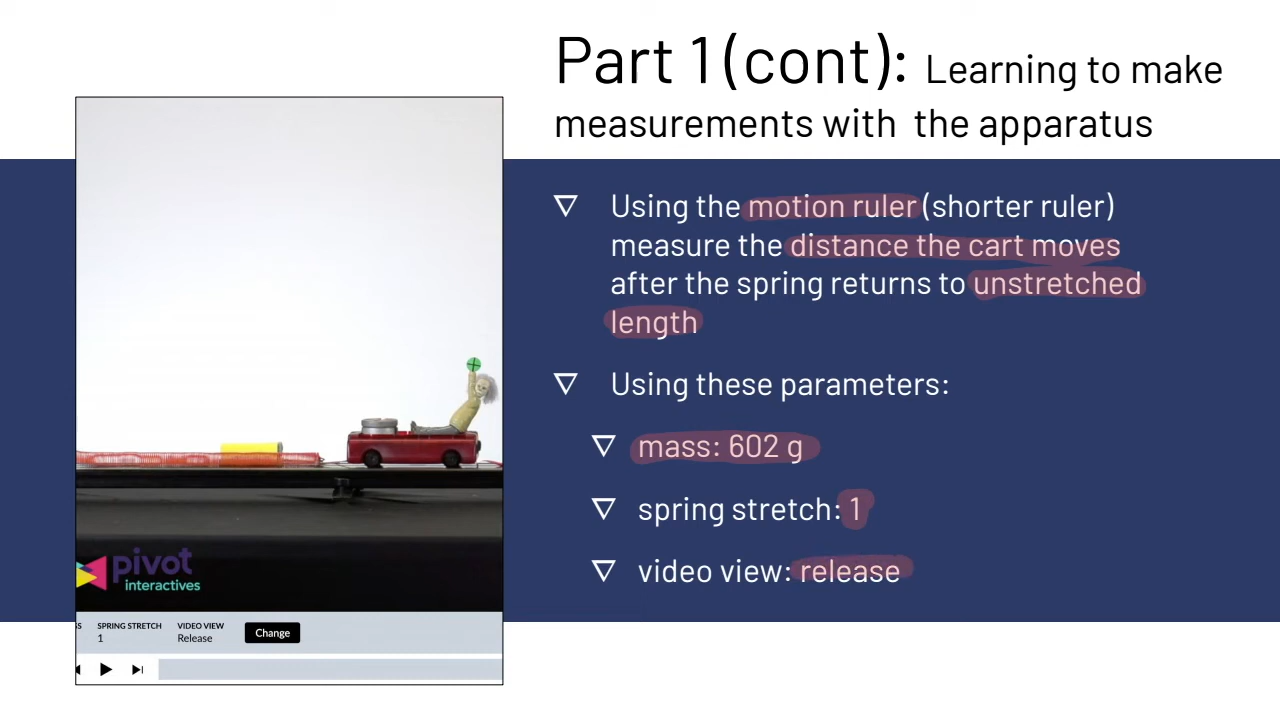 Part 1 (cont): Learning to make
measurements with the apparatus
Using the motion ruler (shorter ruler)
measure the distance the cart moves
after the spring returns to unstretched
length
Using these parameters:
mass: 602 g
spring stretch: 1
video view: release
pivot
interactives
SS SPRING STRETCH VIDEO VIEW
1 Release Change